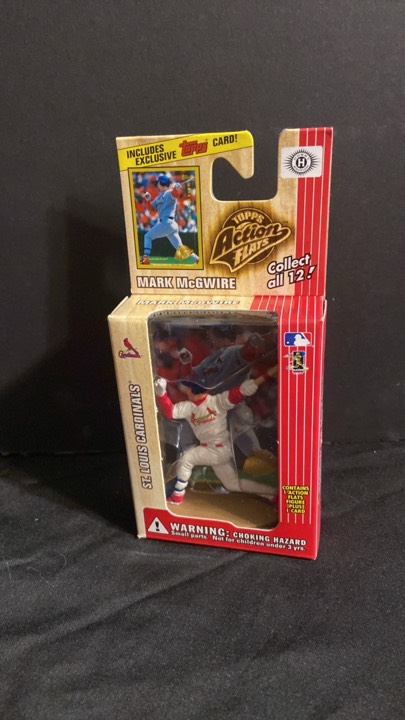 INCLUDES
EXCLUSIVE Topps CARD!
H
TOPPS
Action
FLATS
MARK McGWIRE
Collect
all 12!
MARK McGWIRE
Cardinals
ST. LOUIS CARDINALS
CONTAINS
1 ACTION
FLATS
FIGURE
(PLUS)
1 CARD
WARNING: CHOKING HAZARD
Small parts Not for children under 3 yrs.